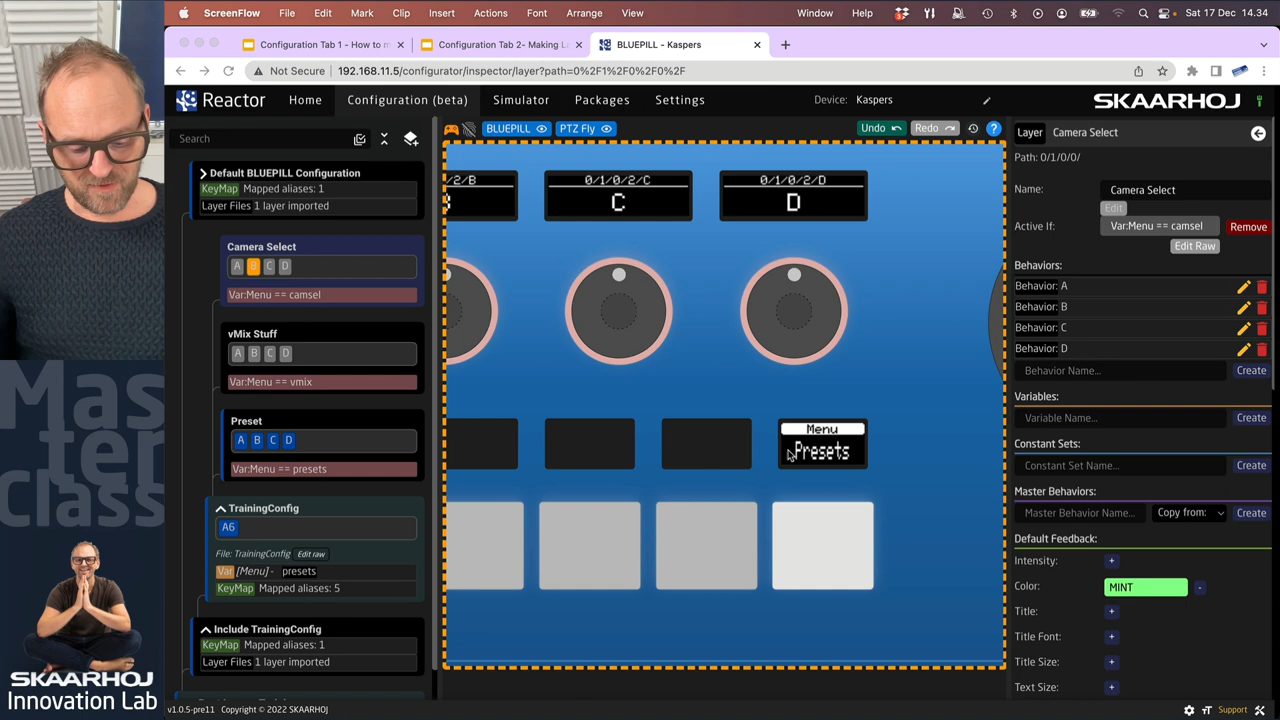 ScreenFlow File Edit Mark Clip Insert Actions Font Arrange View Window Help Sat 17 Dec 14.34
Configuration Tab 1 - How to m Configuration Tab 2- Making L BLUEPILL - Kaspers
Not Secure 192.168.11.5/configurator/inspector/layer?path=0%2F1%2F0%2F0%2F
Reactor Home Configuration (beta) Simulator Packages Settings Device: Kaspers SKAARHOJ
Search
BLUEPILL PTZ Fly Undo Redo ?
Default BLUEPILL Configuration
KeyMap Mapped aliases: 1
Layer Files 1 layer imported
Camera Select
A B C D
Var:Menu == camsel
vMix Stuff
A B C D
Var:Menu == vmix
Preset
A B C D
Var:Menu == presets
TrainingConfig
A6
File: TrainingConfig Edit raw
Var [Menu]- presets
KeyMap Mapped aliases: 5
Include TrainingConfig
KeyMap Mapped aliases: 1
Layer Files 1 layer imported
/2/B 0/1/0/2/C 0/1/0/2/D
C D
Menu
Presets
Layer Camera Select
Path: 0/1/0/0/
Name: Camera Select
Edit
Active If: Var:Menu == camsel Remove
Edit Raw
Behaviors:
Behavior: A
Behavior: B
Behavior: C
Behavior: D
Behavior Name... Create
Variables:
Variable Name... Create
Constant Sets:
Constant Set Name... Create
Master Behaviors:
Master Behavior Name... Copy from: Create
Default Feedback:
Intensity: +
Color: MINT -
Title: +
Title Font: +
Title Size: +
Text Size: +
Master
Class
SKAARHOJ
Innovation Lab
v1.0.5-pre11 Copyright © 2022 SKAARHOJ
Support